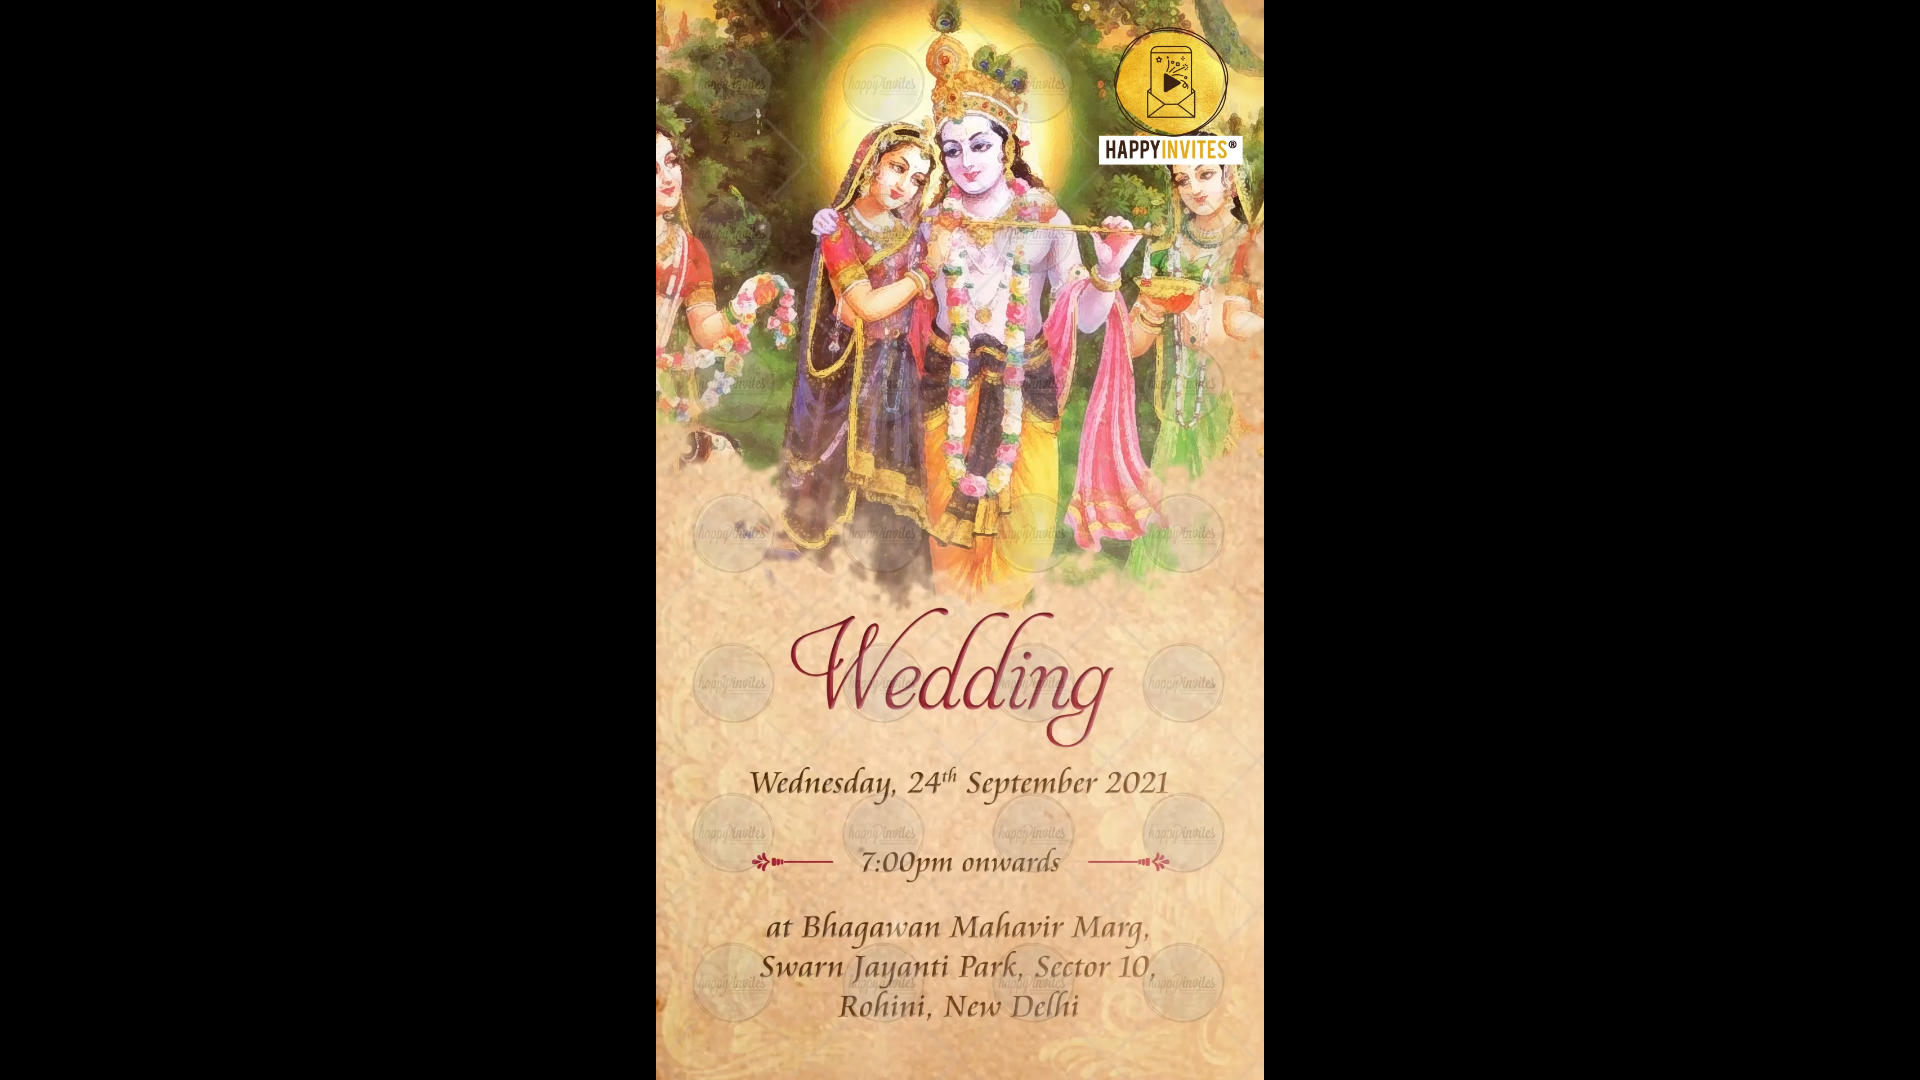 HAPPYINVITES®
Wedding
Wednesday, 24th September 2021
7:00pm onwards
at Bhagawan Mahavir Marg,
Swarn Jayanti Park, Sector 10,
Rohini, New Delhi